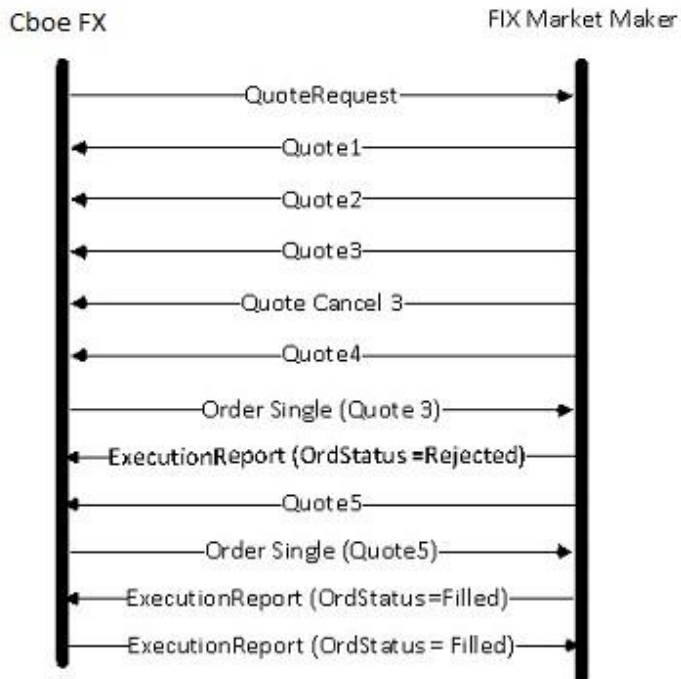 Cboe FX
FIX Market Maker
QuoteRequest
Quote1
Quote2
Quote3
Quote Cancel 3
Quote4
Order Single (Quote 3)
ExecutionReport (OrdStatus =Rejected)
Quote5
Order Single (Quote5)
ExecutionReport (OrdStatus=Filled)
ExecutionReport (OrdStatus= Filled)